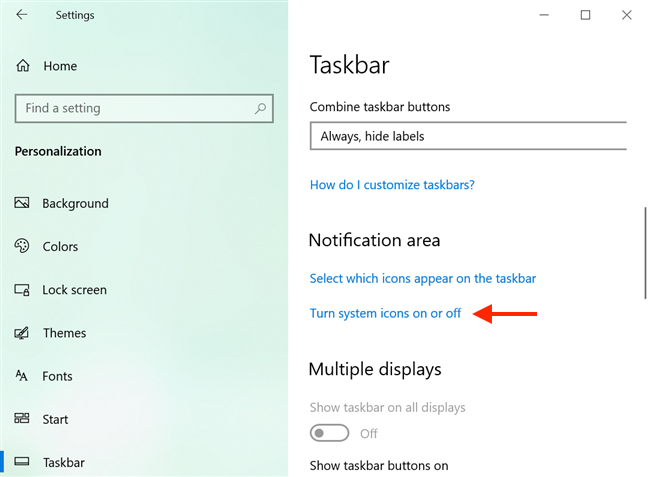 Settings
Home
Find a setting
Personalization
Background
Colors
Lock screen
Themes
Fonts
Start
Taskbar
Taskbar
Combine taskbar buttons
Always, hide labels
How do I customize taskbars?
Notification area
Select which icons appear on the taskbar
Turn system icons on or off
Multiple displays
Show taskbar on all displays
Off
Show taskbar buttons on